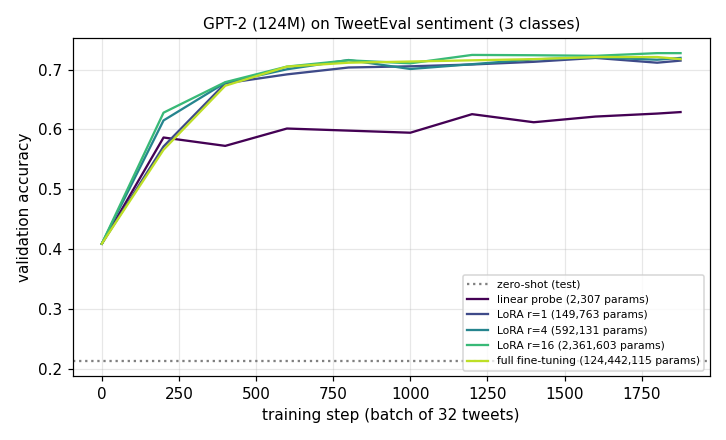 GPT-2 (124M) on TweetEval sentiment (3 classes)
validation accuracy
0.7
0.6
0.5
0.4
0.3
0.2
zero-shot (test)
linear probe (2,307 params)
LoRA r=1 (149,763 params)
LoRA r=4 (592,131 params)
LoRA r=16 (2,361,603 params)
full fine-tuning (124,442,115 params)
0 250 500 750 1000 1250 1500 1750
training step (batch of 32 tweets)